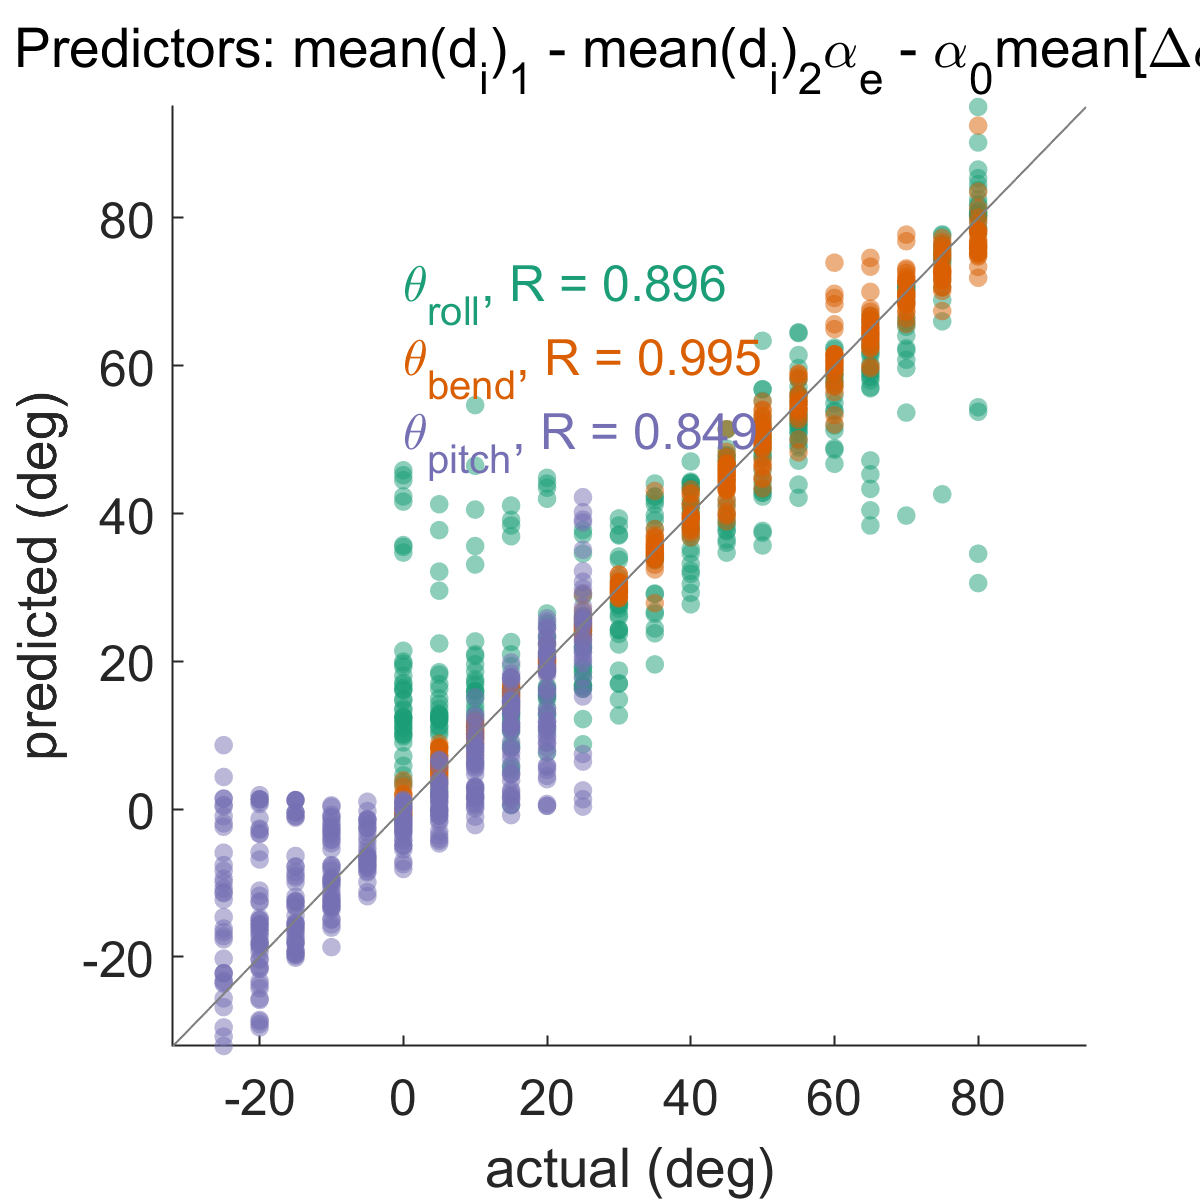 Predictors: mean(d_i)_1 - mean(d_i)_2α_e - α_0mean[Δ
θ_roll, R = 0.896
θ_bend, R = 0.995
θ_pitch, R = 0.849
80
60
40
20
0
-20
predicted (deg)
-20 0 20 40 60 80
actual (deg)